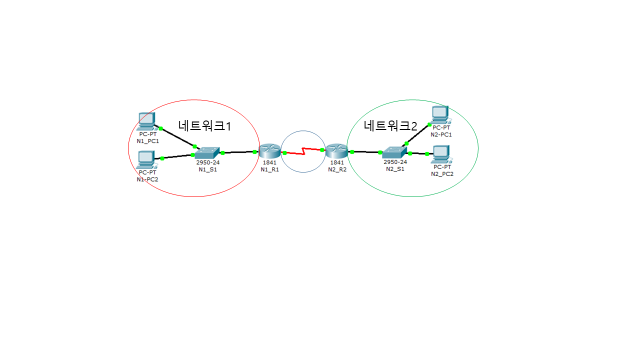 네트워크1
네트워크2
PC-PT
N1_PC1
PC-PT
N1-PC2
2950-24
N1_S1
1841
N1_R1
1841
N2_R2
2950-24
N2_S1
PC-PT
N2-PC1
PC-PT
N2_PC2